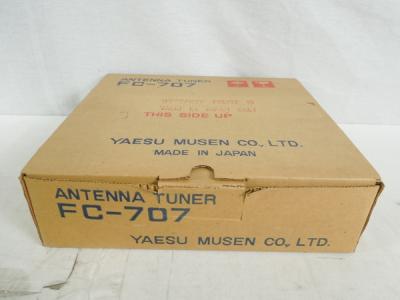 ANTENNA TUNER
FC-707
THIS SIDE UP
YAESU MUSEN CO., LTD.
MADE IN JAPAN
ANTENNA TUNER
FC-707
YAESU MUSEN CO., LTD.